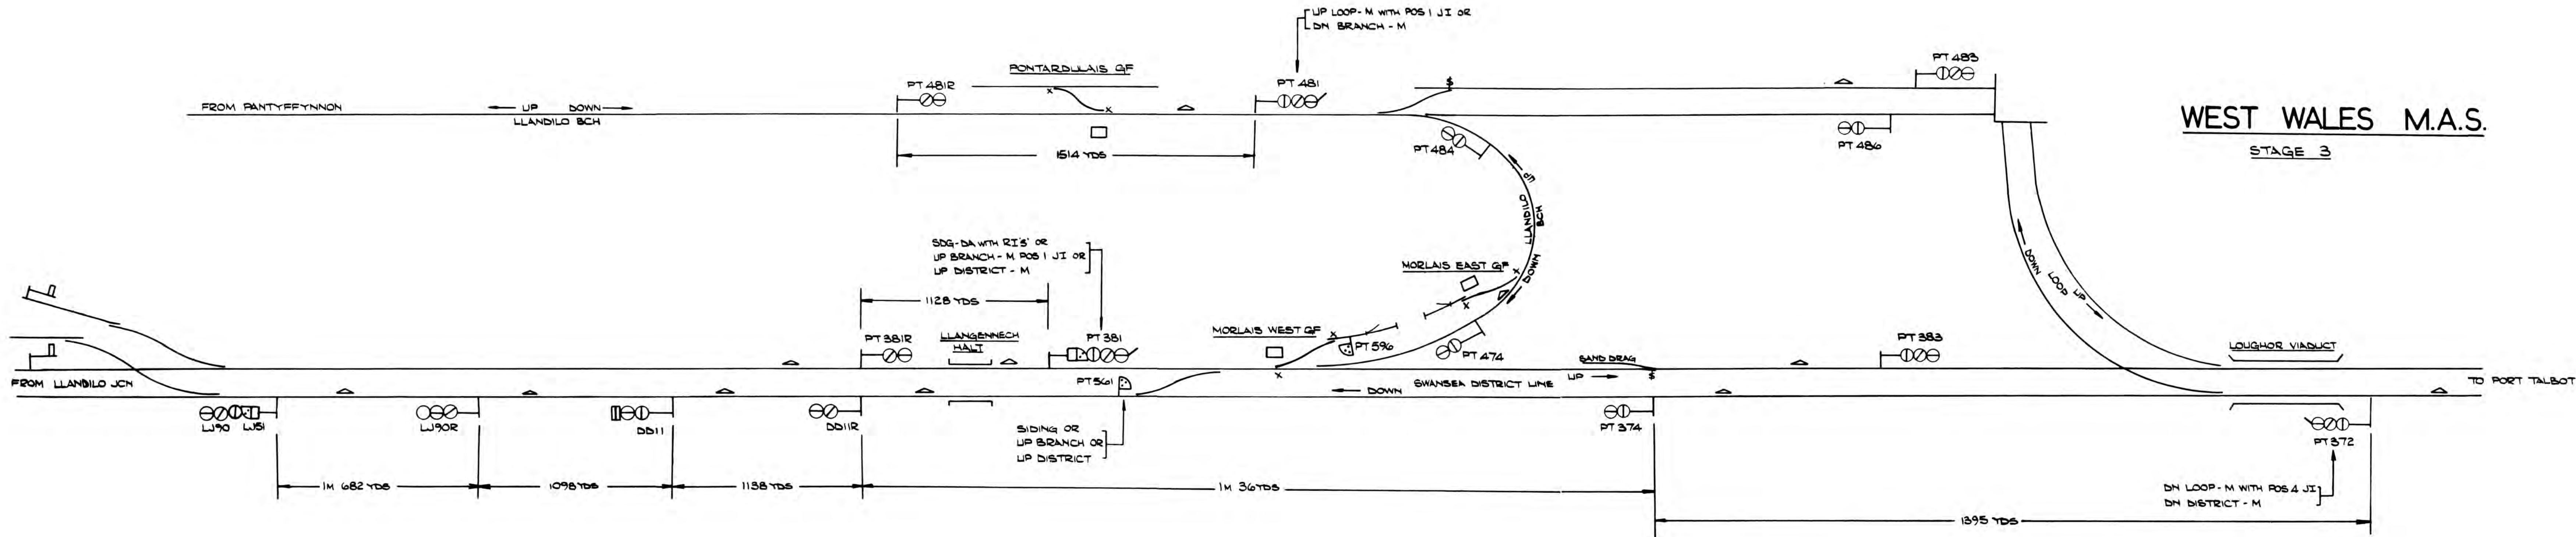 UP LOOP-M WITH POS 1 JI OR
DN BRANCH - M
PT 483
PONTARDULAIS GF
PT 481R
PT 481
$
FROM PANTYFFYNNON
UP DOWN
LLANDILO BCH
WEST WALES M.A.S.
STAGE 3
PT 484
PT 486
1514 YDS
UP
LLANDILO
BCH
DOWN
DOWN LOOP UP
SDG-DA WITH RI'S' OR
UP BRANCH - M POS 1 JI OR
UP DISTRICT - M
MORLAIS EAST GF
1128 YDS
PT 381R
LLANGENNECH
HALT
PT 381
MORLAIS WEST GF
PT 596
PT 474
SAND DRAG
PT 383
LOUGHOR VIADUCT
FROM LLANDILO JCN
PT 561
DOWN SWANSEA DISTRICT LINE UP
$
TO PORT TALBOT
LJ90 LJ51
LJ90R
DD11
DD11R
PT 374
PT 372
SIDING OR
UP BRANCH OR
UP DISTRICT
1M 682 YDS
1098 YDS
1138 YDS
1M 36 YDS
DN LOOP-M WITH POS 4 JI
DN DISTRICT - M
1395 YDS